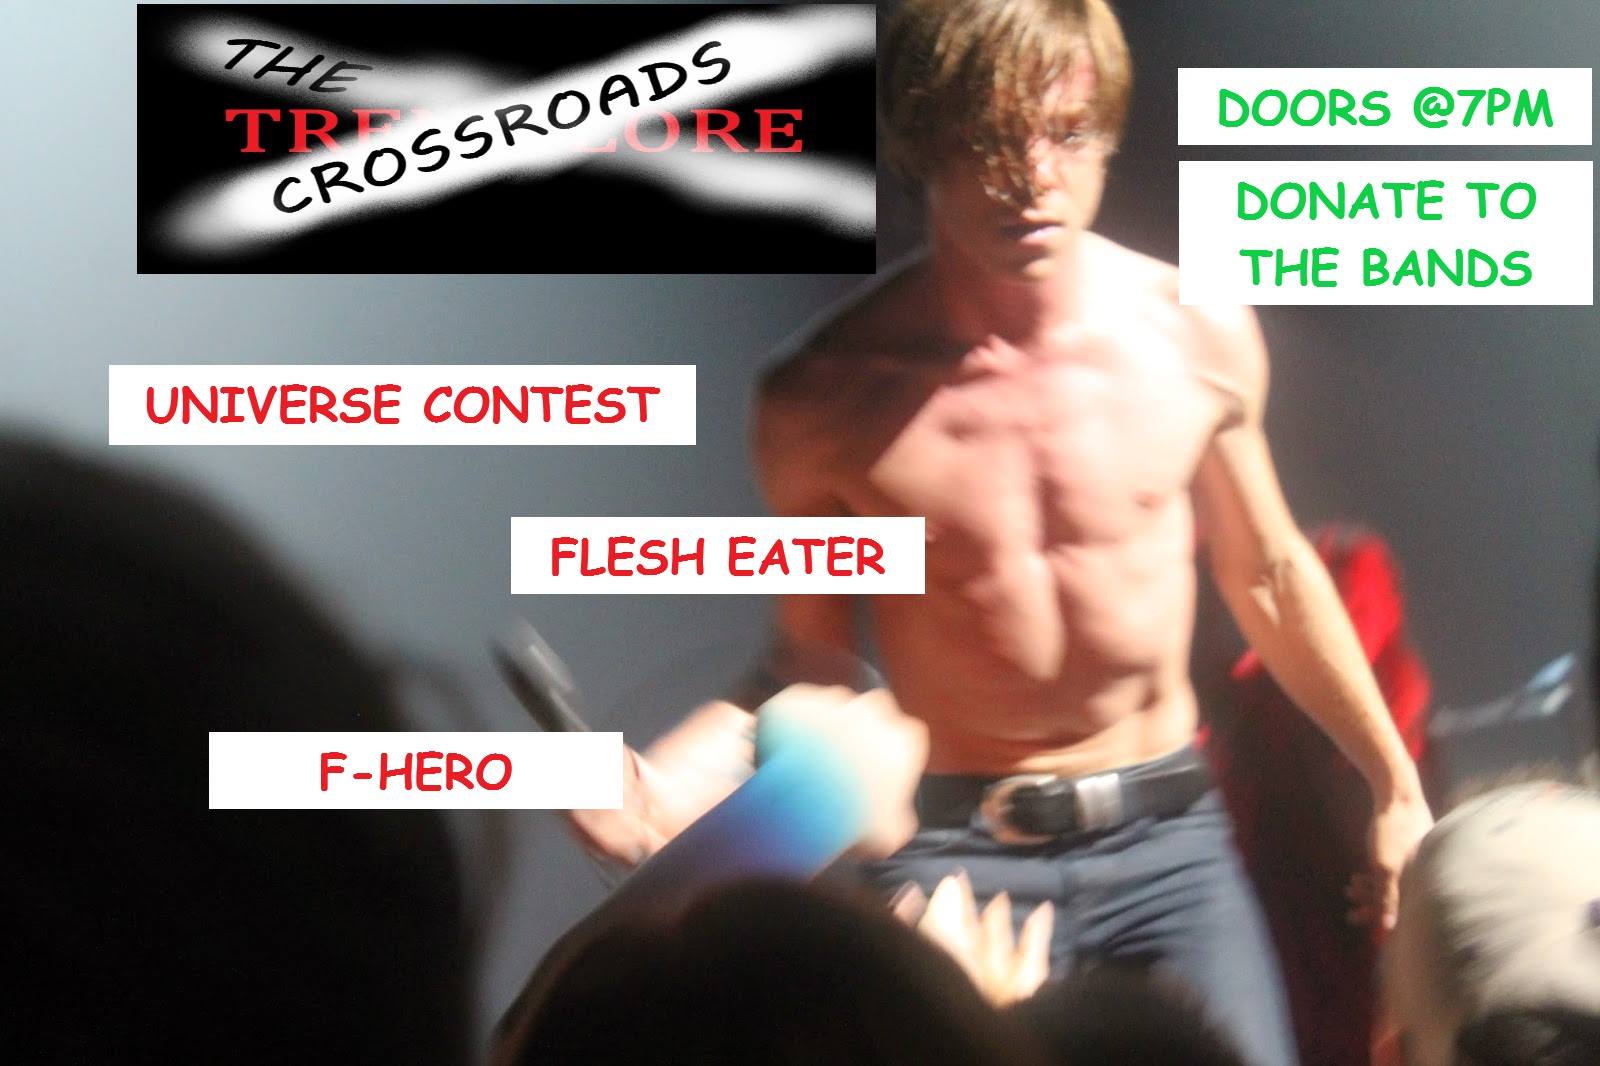 THE
CROSSROADS
DOORS @7PM
DONATE TO
THE BANDS
UNIVERSE CONTEST
FLESH EATER
F-HERO